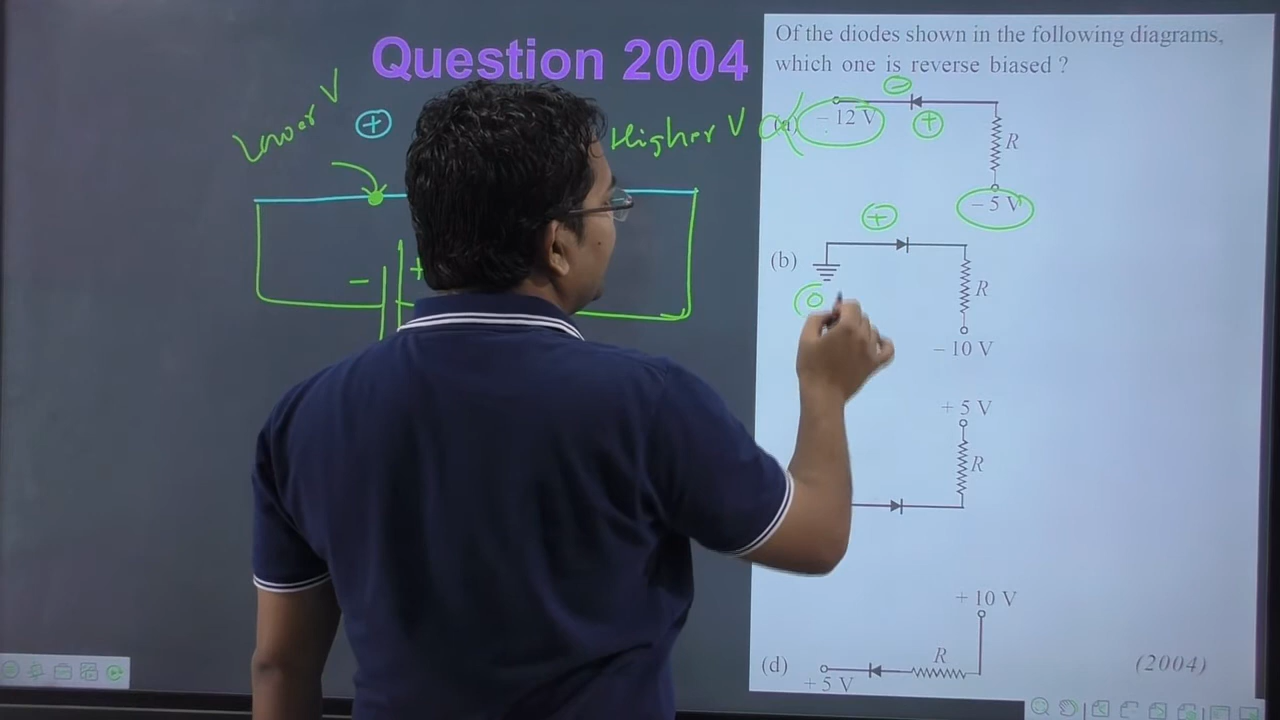 Question 2004
Lower V
+
Higher V
−
+
Of the diodes shown in the following diagrams,
which one is reverse biased ?
(a)
− 12 V
−
+
R
− 5 V
(b)
+
0
R
− 10 V
+ 5 V
R
+ 10 V
(d)
R
+ 5 V
(2004)